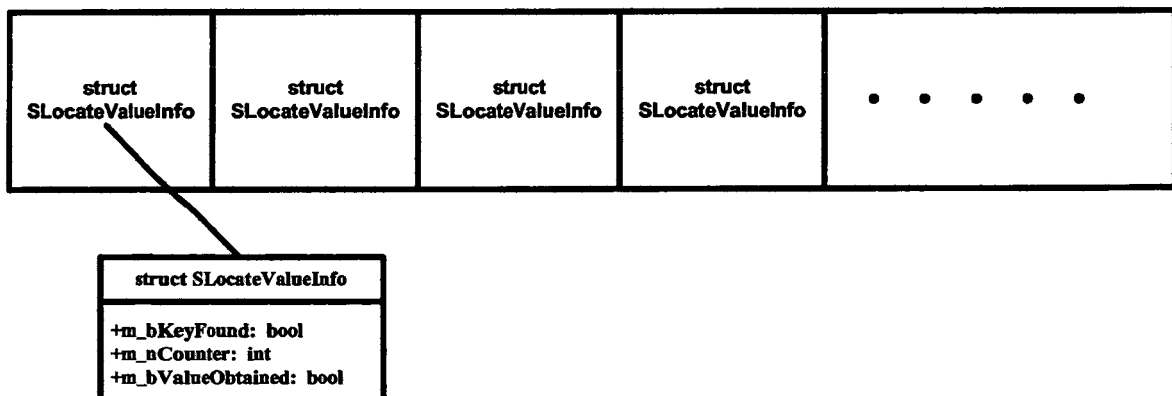 struct
SLocateValueInfo
struct
SLocateValueInfo
struct
SLocateValueInfo
struct
SLocateValueInfo
• • • • •
struct SLocateValueInfo
+m_bKeyFound: bool
+m_nCounter: int
+m_bValueObtained: bool